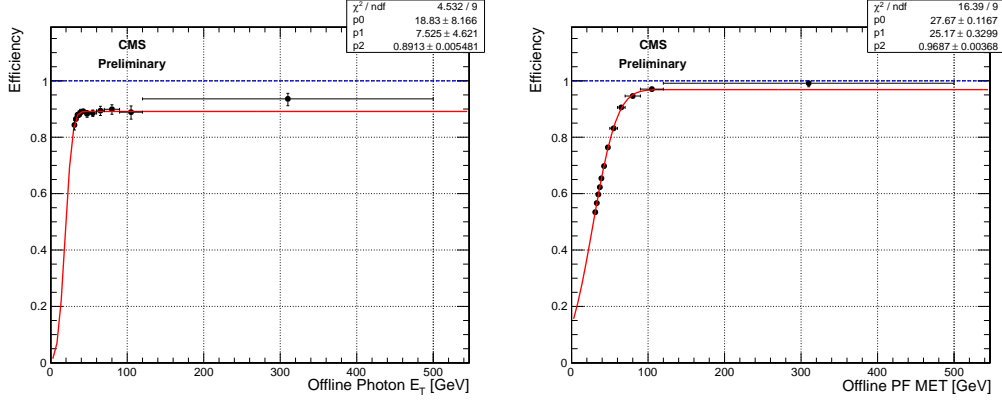 χ² / ndf 4.532 / 9
p0 18.83 ± 8.166
p1 7.525 ± 4.621
p2 0.8913 ± 0.005481
CMS
Preliminary
Efficiency
1
0.8
0.6
0.4
0.2
0
0 100 200 300 400 500
Offline Photon E_T [GeV]
χ² / ndf 16.39 / 9
p0 27.67 ± 0.1167
p1 25.17 ± 0.3299
p2 0.9687 ± 0.00368
CMS
Preliminary
Efficiency
1
0.8
0.6
0.4
0.2
0
0 100 200 300 400 500
Offline PF MET [GeV]